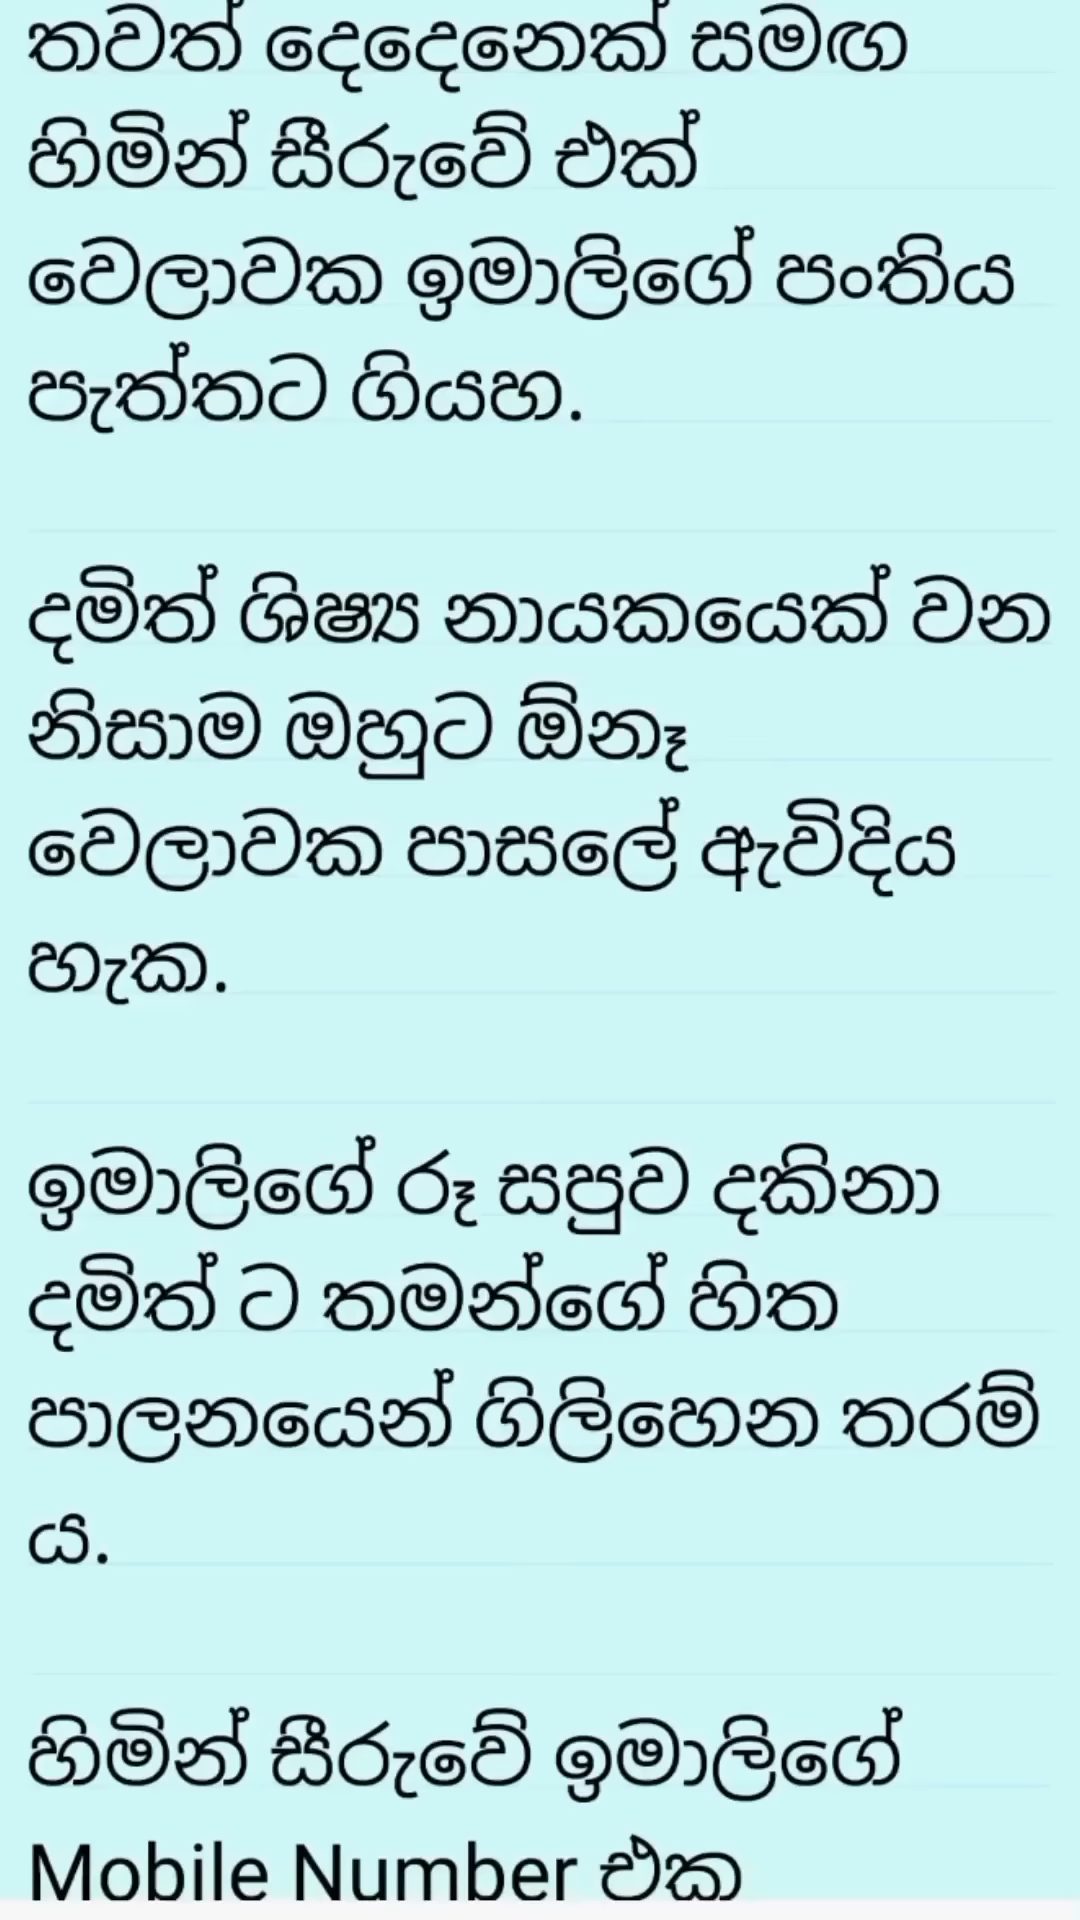 තවත් දෙදෙනෙක් සමඟ
හිමින් සීරුවේ එක්
වෙලාවක ඉමාලිගේ පංතිය
පැත්තට ගියහ.
දමිත් ශිෂ්‍ය නායකයෙක් වන
නිසාම ඔහුට ඕනෑ
වෙලාවක පාසලේ ඇවිදිය
හැක.
ඉමාලිගේ රූ සපුව දකිනා
දමිත් ට තමන්ගේ හිත
පාලනයෙන් ගිලිහෙන තරම්
ය.
හිමින් සීරුවේ ඉමාලිගේ
Mobile Number එක